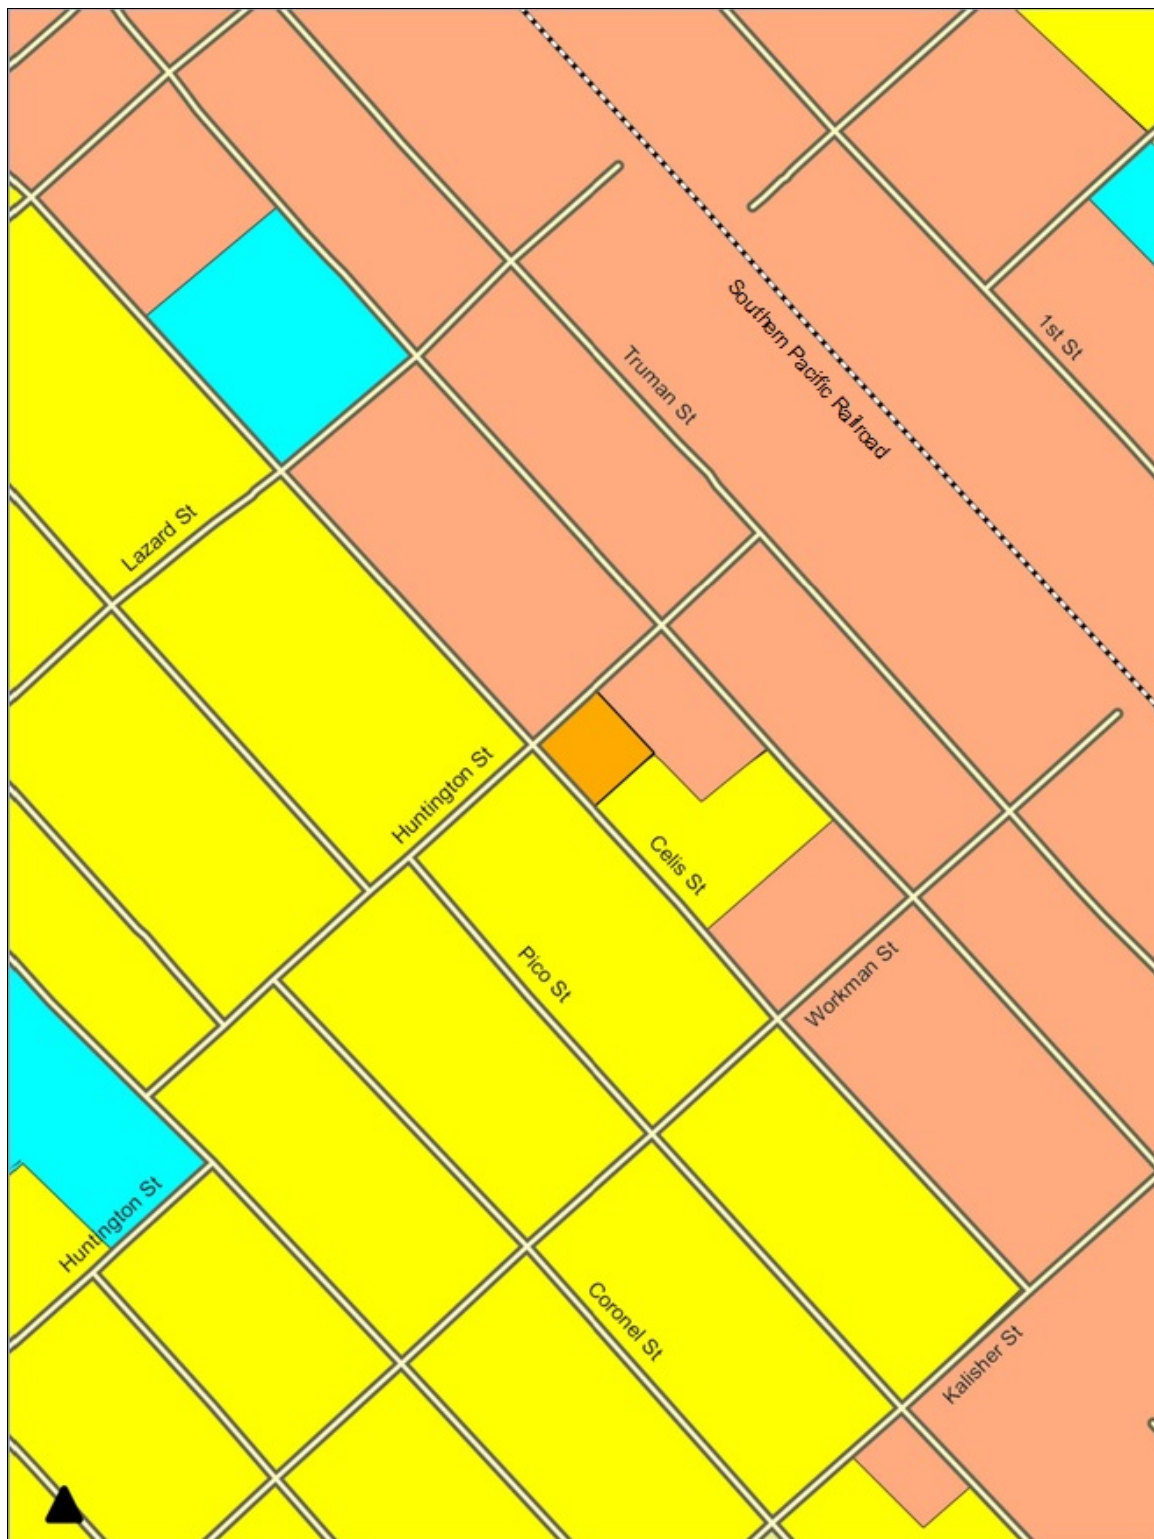 Southern Pacific Railroad
1st St
Truman St
Lazard St
Huntington St
Celis St
Pico St
Workman St
Huntington St
Coronel St
Kalisher St